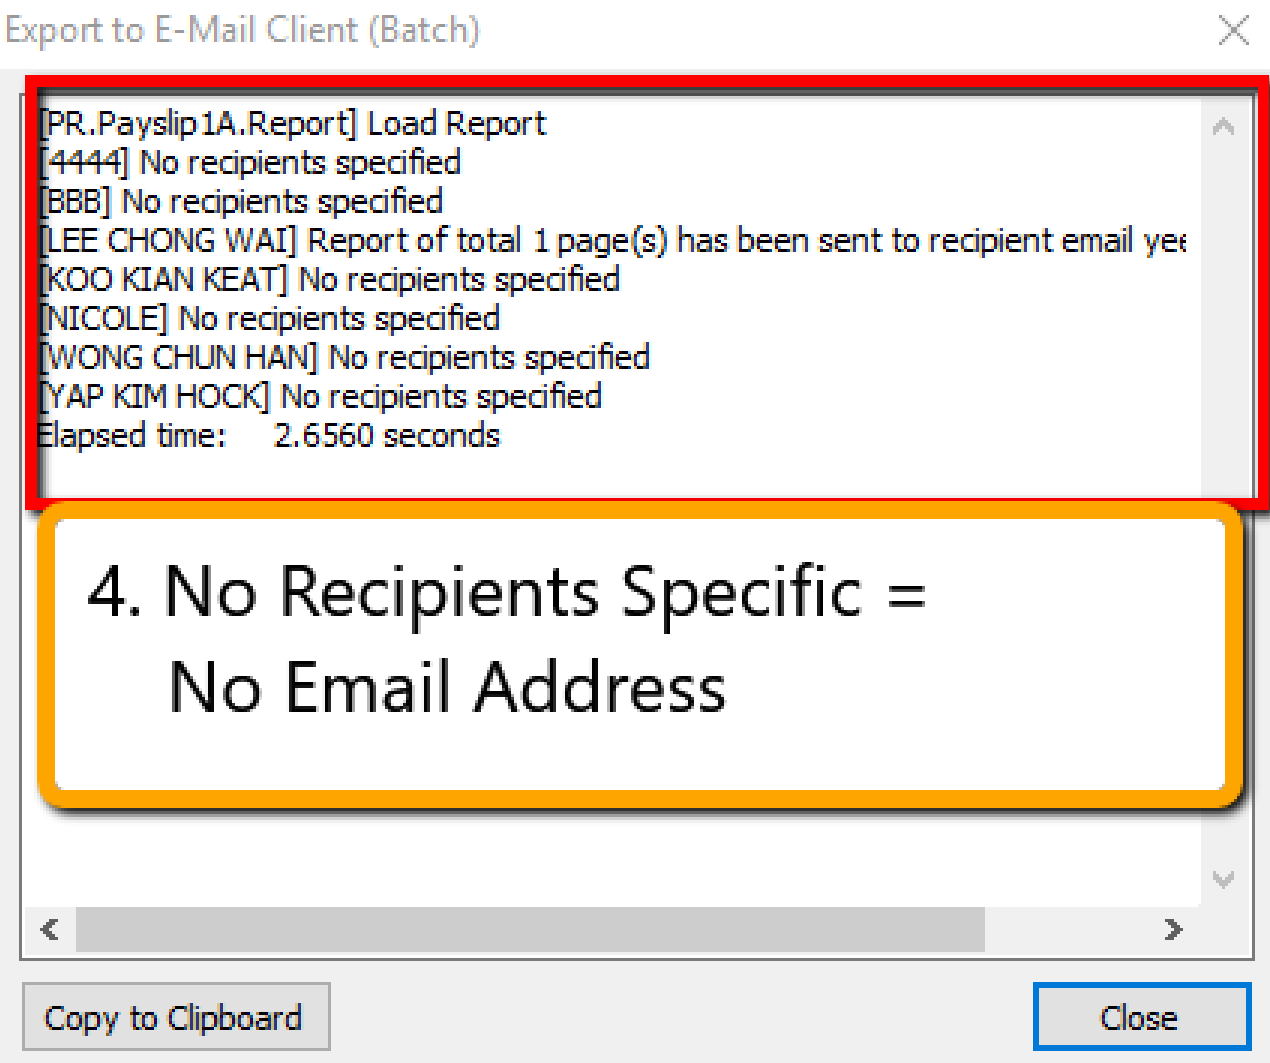 Export to E-Mail Client (Batch)
[PR.Payslip1A.Report] Load Report
[4444] No recipients specified
[BBB] No recipients specified
[LEE CHONG WAI] Report of total 1 page(s) has been sent to recipient email yee
[KOO KIAN KEAT] No recipients specified
[NICOLE] No recipients specified
[WONG CHUN HAN] No recipients specified
[YAP KIM HOCK] No recipients specified
Elapsed time: 2.6560 seconds
4. No Recipients Specific =
No Email Address
Copy to Clipboard
Close